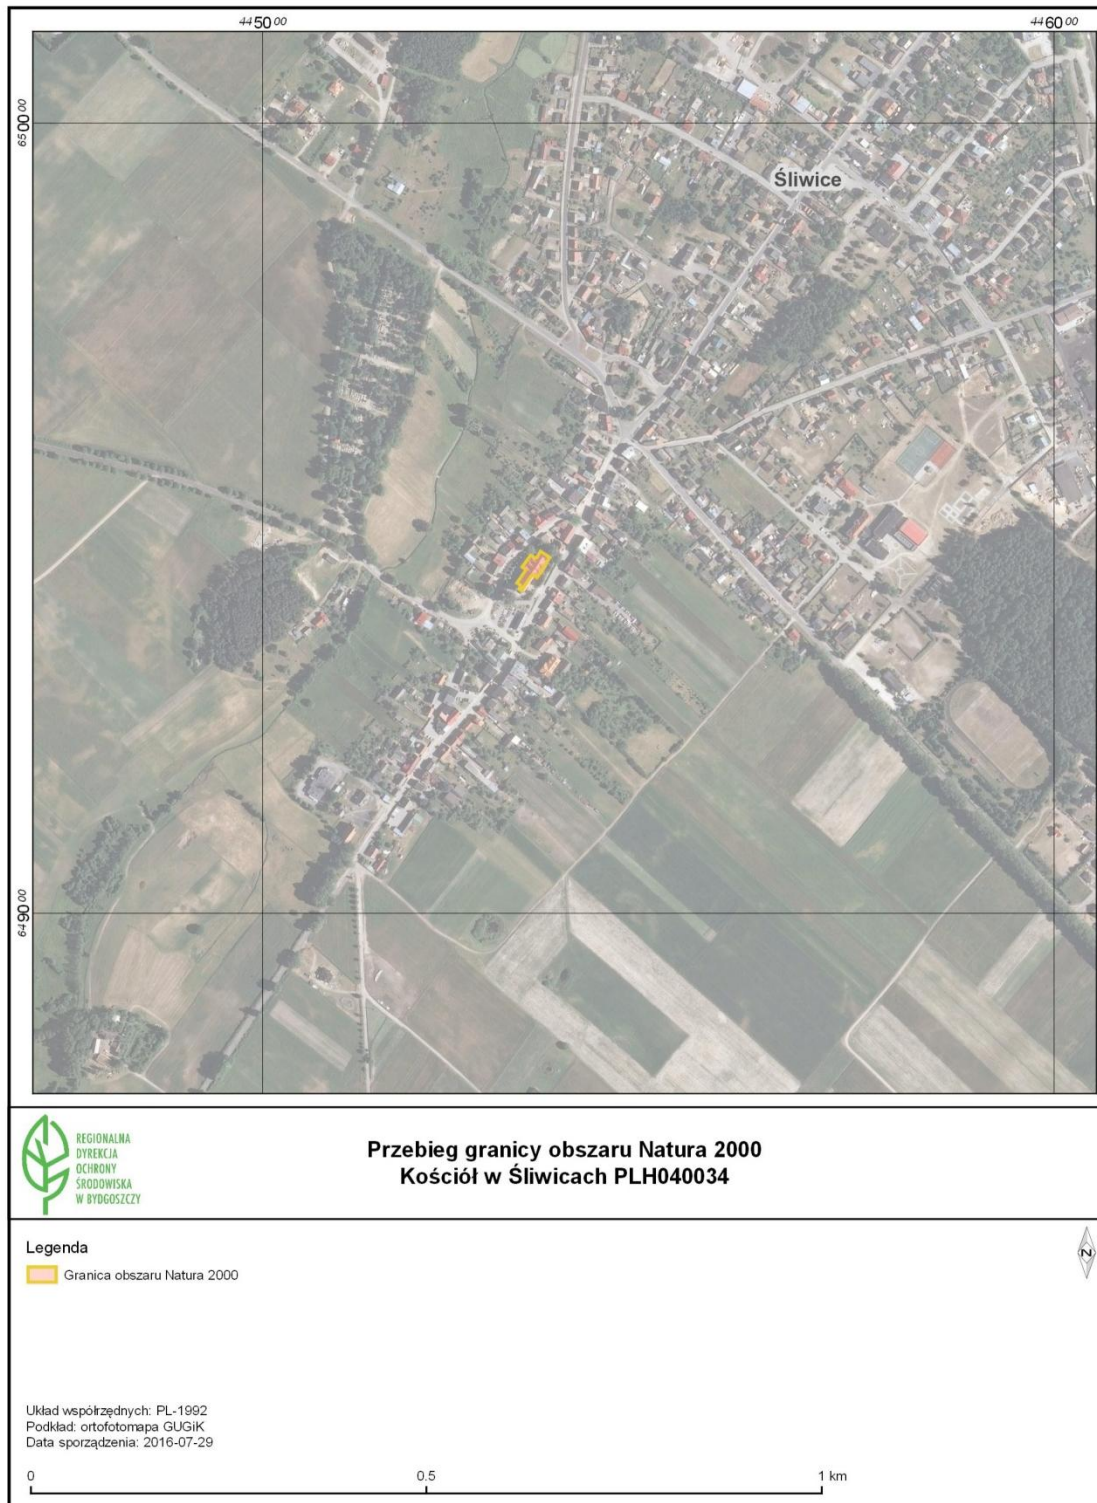 4450 00
4460 00
6500 00
Śliwice
6490 00
REGIONALNA
DYREKCJA
OCHRONY
ŚRODOWISKA
W BYDGOSZCZY
Przebieg granicy obszaru Natura 2000
Kościół w Śliwicach PLH040034
Legenda
N
Granica obszaru Natura 2000
Układ współrzędnych: PL-1992
Podkład: ortofotomapa GUGiK
Data sporządzenia: 2016-07-29
0 0.5 1 km